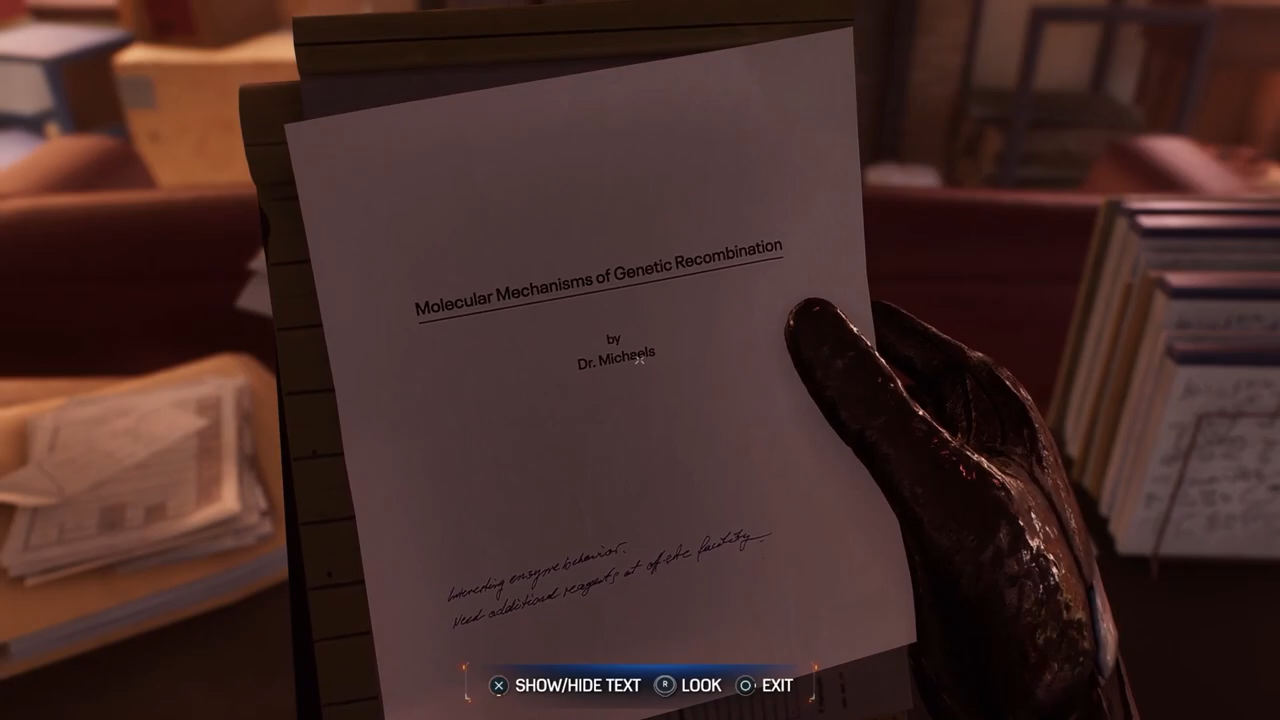 Molecular Mechanisms of Genetic Recombination
by
Dr. Michaels
Interesting enzyme behavior.
Need additional reagents at off-site facility
SHOW/HIDE TEXT R LOOK EXIT